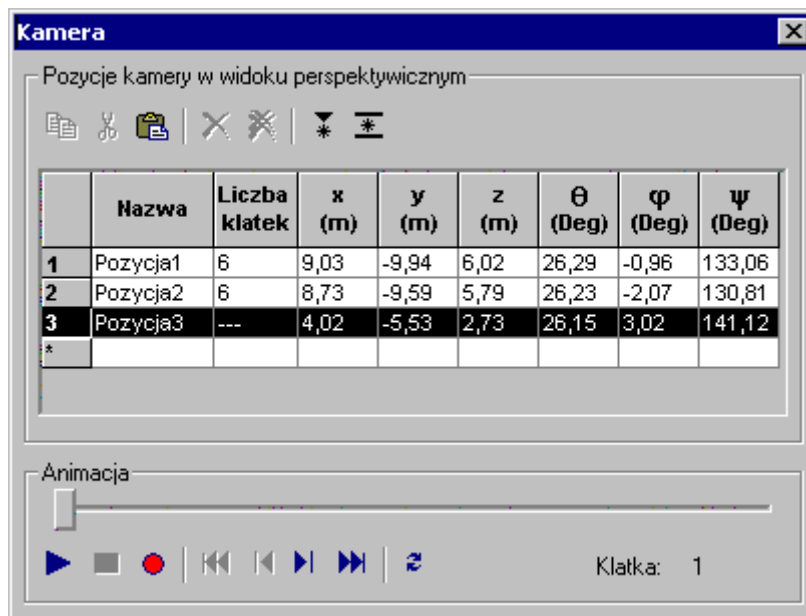 Kamera
Pozycje kamery w widoku perspektywicznym
Nazwa Liczba klatek x (m) y (m) z (m) θ (Deg) φ (Deg) ψ (Deg)
1 Pozycja1 6 9,03 -9,94 6,02 26,29 -0,96 133,06
2 Pozycja2 6 8,73 -9,59 5,79 26,23 -2,07 130,81
3 Pozycja3 --- 4,02 -5,53 2,73 26,15 3,02 141,12
*
Animacja
Klatka: 1